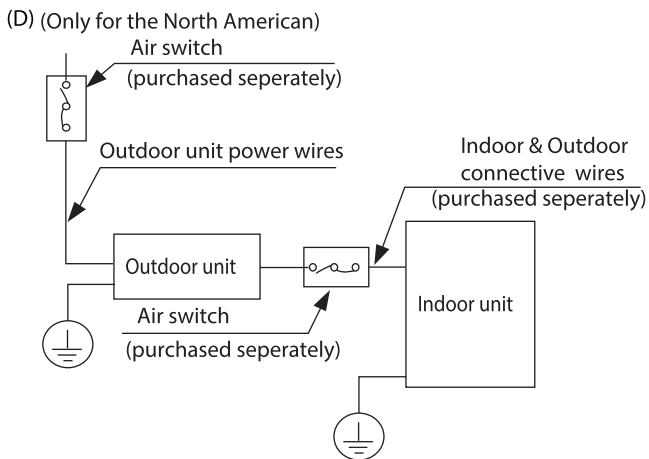 (D) (Only for the North American)
Air switch
(purchased seperately)
Outdoor unit power wires
Indoor & Outdoor
connective wires
(purchased seperately)
Outdoor unit
Indoor unit
Air switch
(purchased seperately)